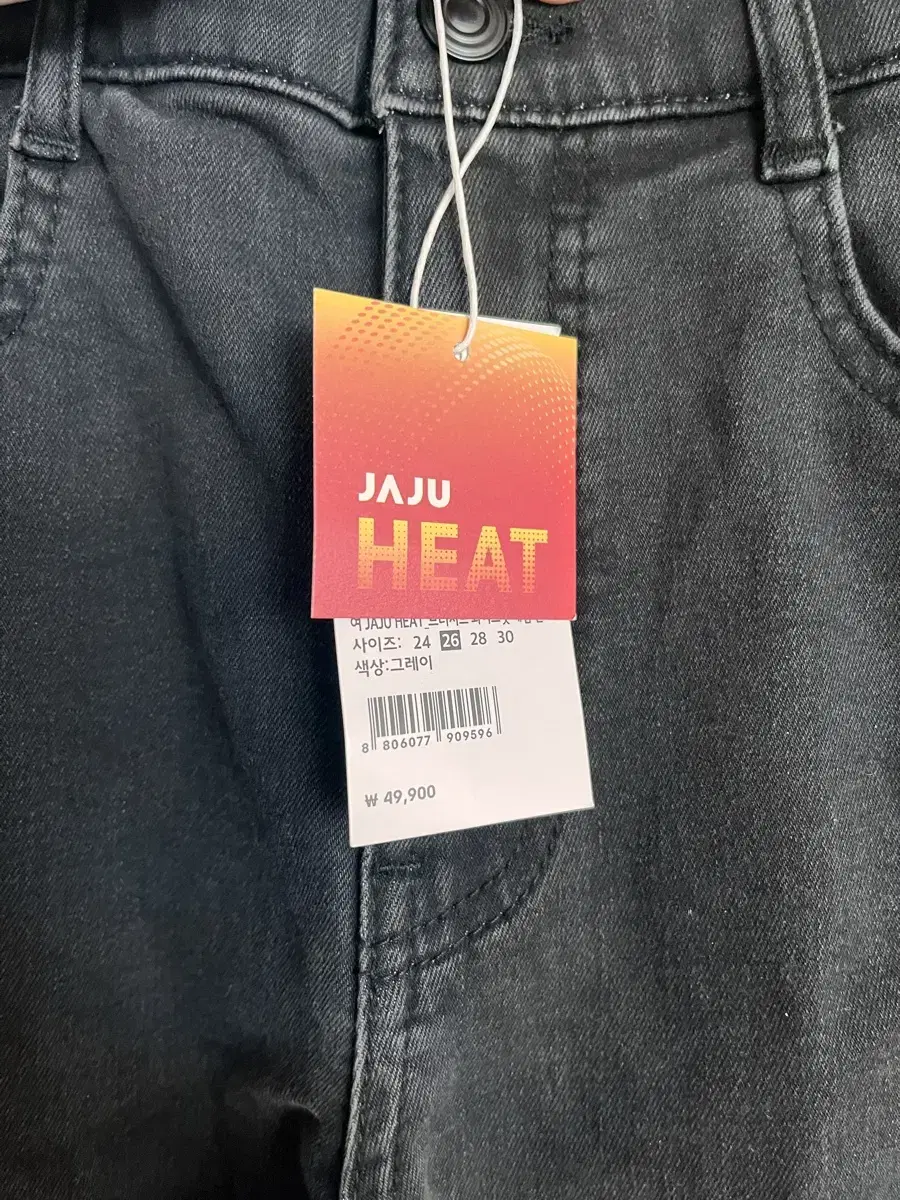 JAJU
HEAT
여 JAJU HEAT
사이즈: 24 26 28 30
색상:그레이
8 806077 909596
₩ 49,900